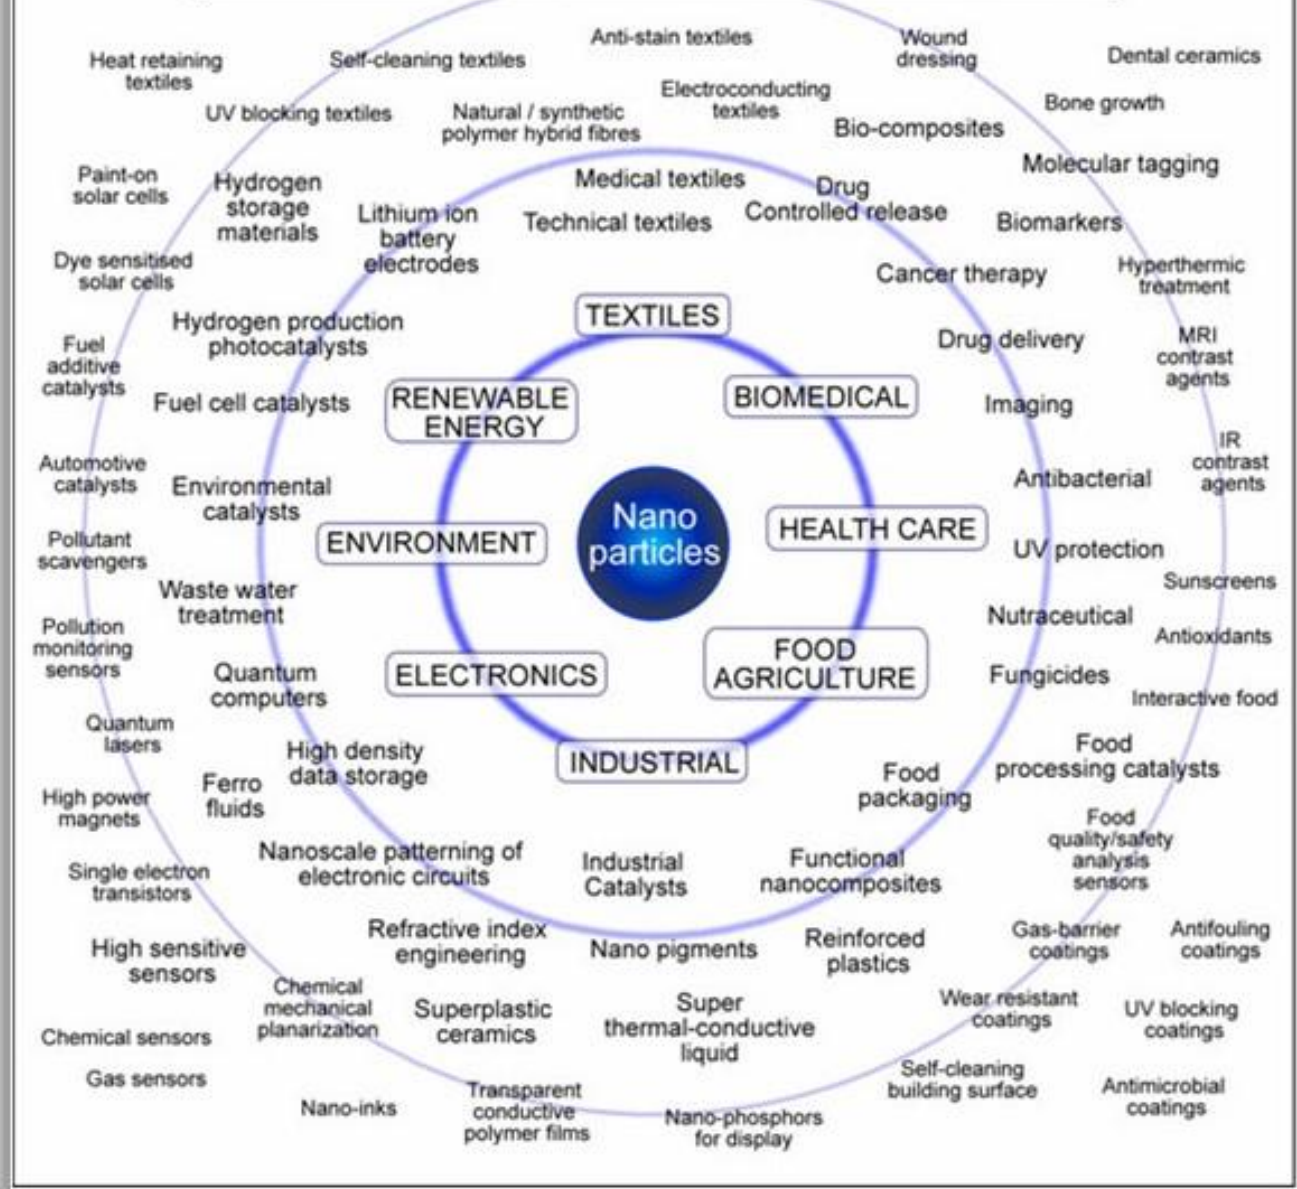 Anti-stain textiles
Wound
dressing
Dental ceramics
Heat retaining
textiles
Self-cleaning textiles
Electroconducting
textiles
Bone growth
UV blocking textiles
Natural / synthetic
polymer hybrid fibres
Bio-composites
Molecular tagging
Paint-on
solar cells
Hydrogen
storage
materials
Lithium ion
battery
electrodes
Medical textiles
Technical textiles
Drug
Controlled release
Biomarkers
Dye sensitised
solar cells
Cancer therapy
Hyperthermic
treatment
TEXTILES
Hydrogen production
photocatalysts
Drug delivery
MRI
contrast
agents
Fuel
additive
catalysts
Fuel cell catalysts
RENEWABLE
ENERGY
BIOMEDICAL
Imaging
IR
contrast
agents
Automotive
catalysts
Environmental
catalysts
Antibacterial
Nano
particles
ENVIRONMENT
HEALTH CARE
Pollutant
scavengers
UV protection
Sunscreens
Waste water
treatment
Nutraceutical
Antioxidants
Pollution
monitoring
sensors
Quantum
computers
ELECTRONICS
FOOD
AGRICULTURE
Fungicides
Interactive food
Quantum
lasers
High density
data storage
INDUSTRIAL
Food
processing catalysts
Ferro
fluids
Food
packaging
High power
magnets
Food
quality/safety
analysis
sensors
Nanoscale patterning of
electronic circuits
Industrial
Catalysts
Functional
nanocomposites
Single electron
transistors
Refractive index
engineering
Nano pigments
Reinforced
plastics
Gas-barrier
coatings
Antifouling
coatings
High sensitive
sensors
Chemical
mechanical
planarization
Superplastic
ceramics
Super
thermal-conductive
liquid
Wear resistant
coatings
UV blocking
coatings
Chemical sensors
Gas sensors
Self-cleaning
building surface
Antimicrobial
coatings
Nano-inks
Transparent
conductive
polymer films
Nano-phosphors
for display